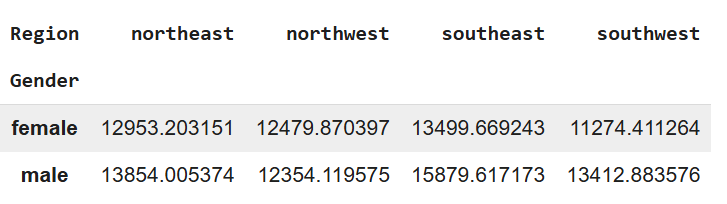 Region northeast northwest southeast southwest
Gender
female 12953.203151 12479.870397 13499.669243 11274.411264
male 13854.005374 12354.119575 15879.617173 13412.883576